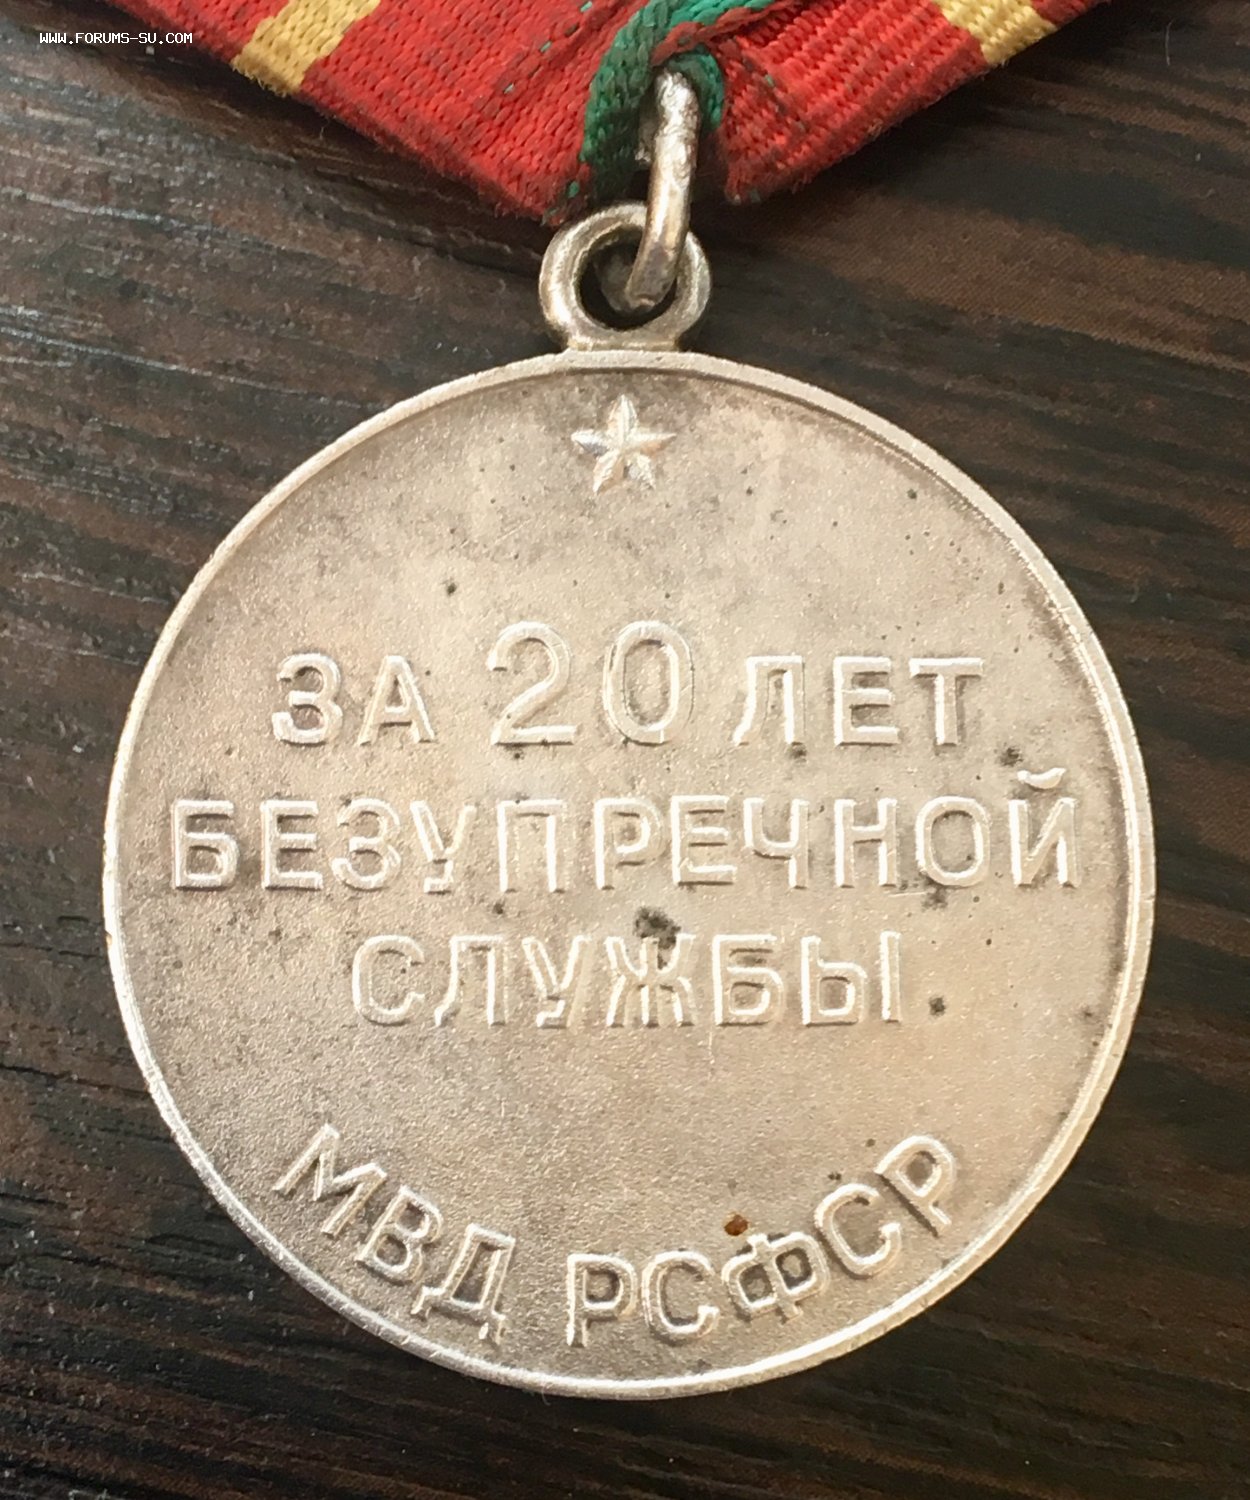 WWW.FORUMS-SU.COM
ЗА 20 ЛЕТ
БЕЗУПРЕЧНОЙ
СЛУЖБЫ
МВД РСФСР